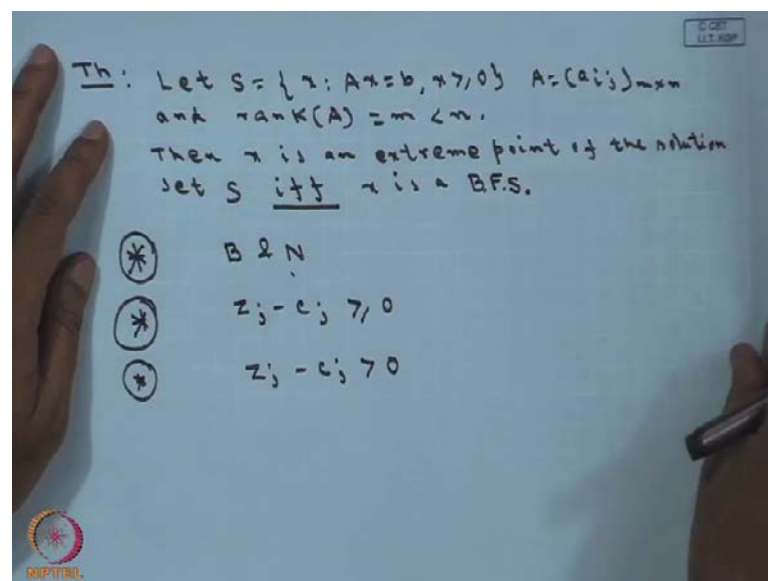 © CET
I.I.T. KGP
Th: Let S = { x: Ax=b, x≥0} A=(aij)m×n
and rank(A) = m < n.
Then x is an extreme point of the solution
set S iff x is a B.F.S.
* B & N
* zj - cj ≥ 0
* zj - cj > 0
NPTEL